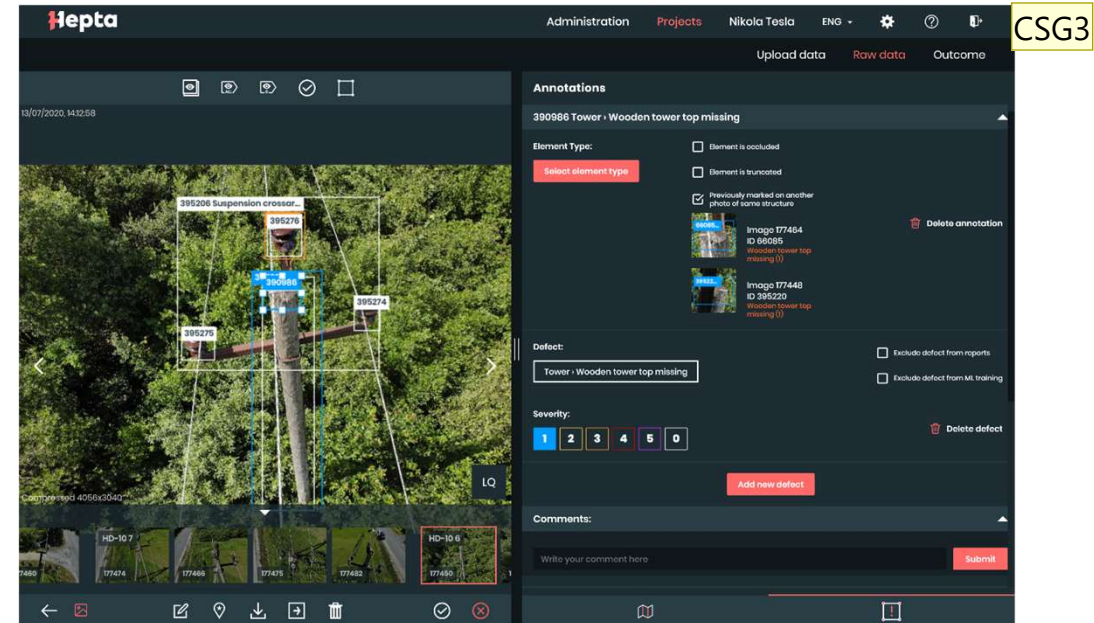 Hepta
Administration Projects Nikola Tesla ENG
CSG3
Upload data Raw data Outcome
13/07/2020, 14:12:58
395206 Suspension crossar...
395276
390986
395274
395275
LQ
Compressed 4056x3040
HD-10 7
HD-10 6
177460
177474
177466
177475
177482
177450
Annotations
390986 Tower › Wooden tower top missing
Element Type:
Select element type
Element is occluded
Element is truncated
Previously marked on another
photo of same structure
66085...
Image 177464
ID 66085
Wooden tower top
missing (1)
39522...
Image 177448
ID 395220
Wooden tower top
missing (1)
Delete annotation
Defect:
Tower › Wooden tower top missing
Exclude defect from reports
Exclude defect from ML training
Severity:
1 2 3 4 5 0
Delete defect
Add new defect
Comments:
Write your comment here
Submit